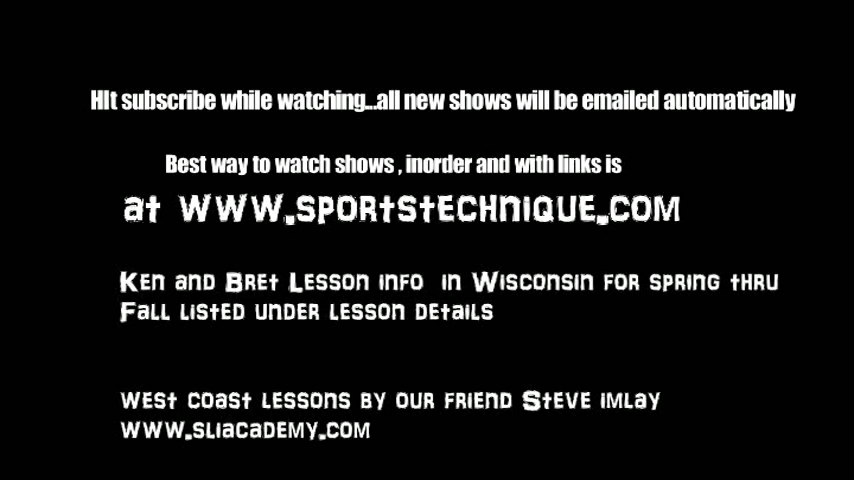 HIt subscribe while watching...all new shows will be emailed automatically
Best way to watch shows , inorder and with links is
at www.sportstechnique.com
Ken and Bret Lesson info in Wisconsin for spring thru
Fall listed under lesson details
west coast lessons by our friend Steve imlay
www.sliacademy.com